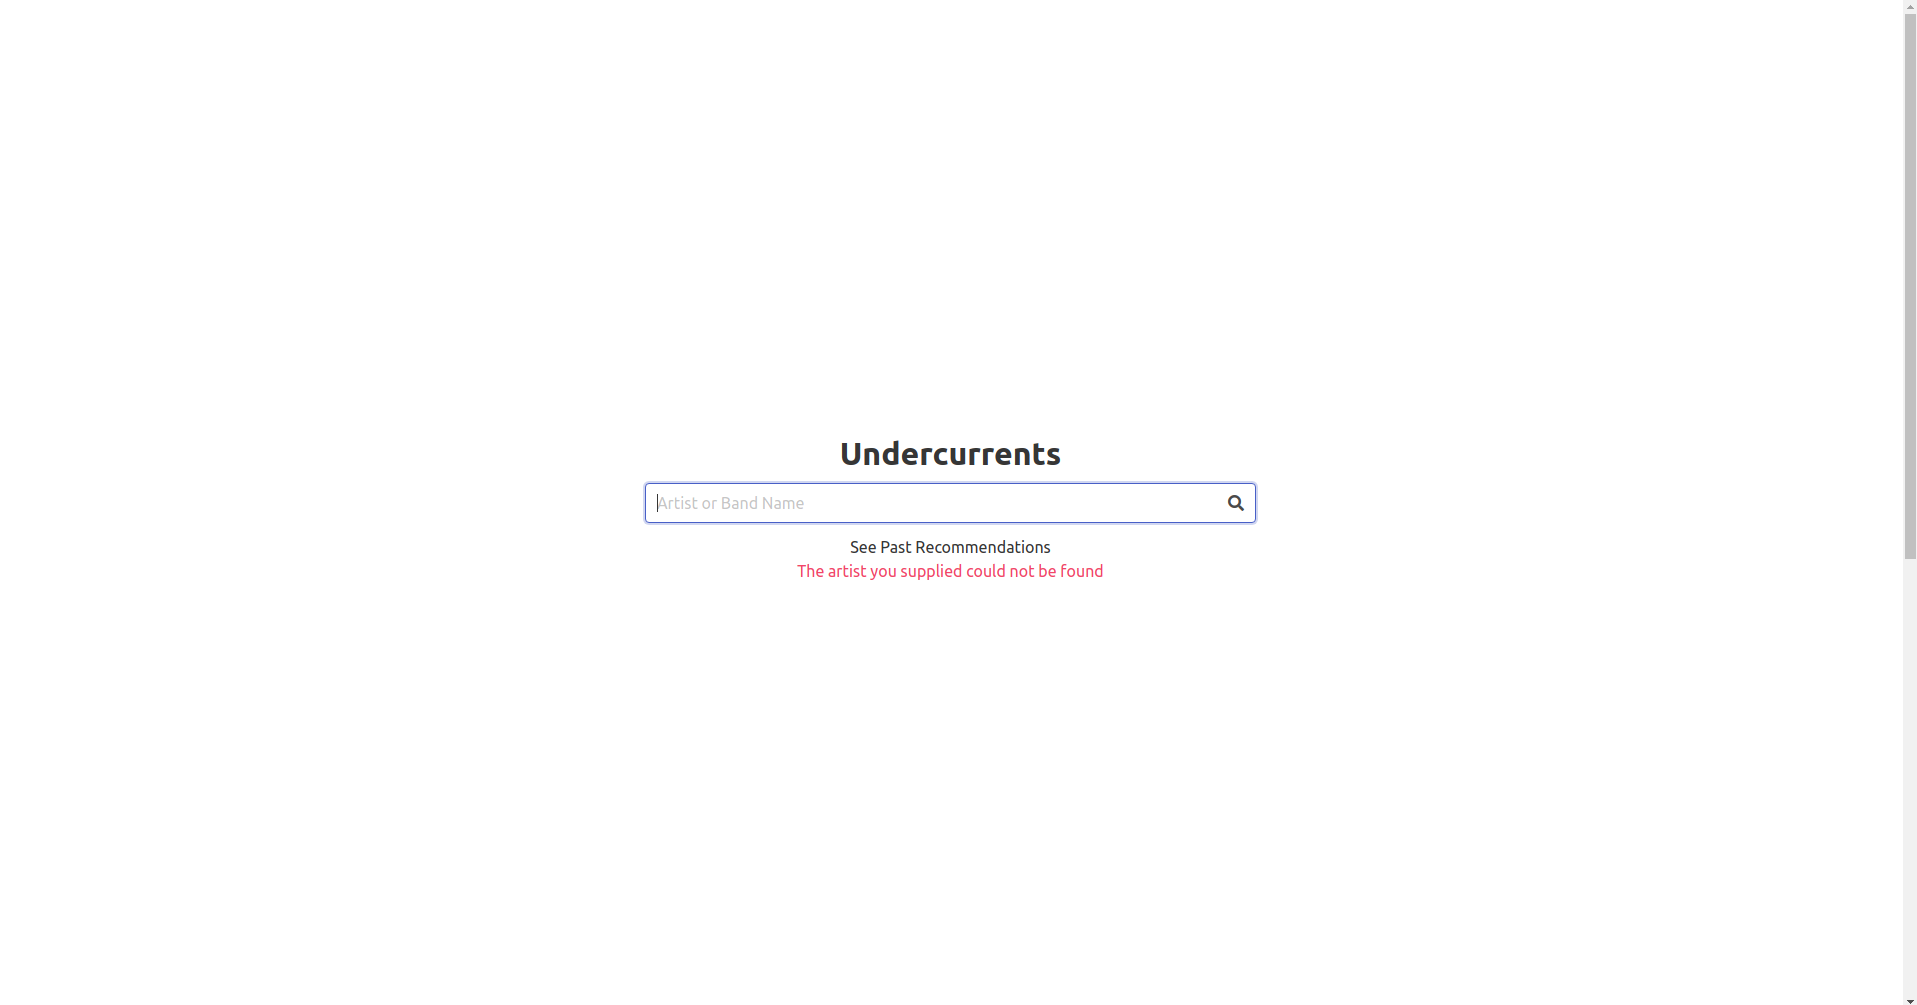 Undercurrents
Artist or Band Name
See Past Recommendations
The artist you supplied could not be found